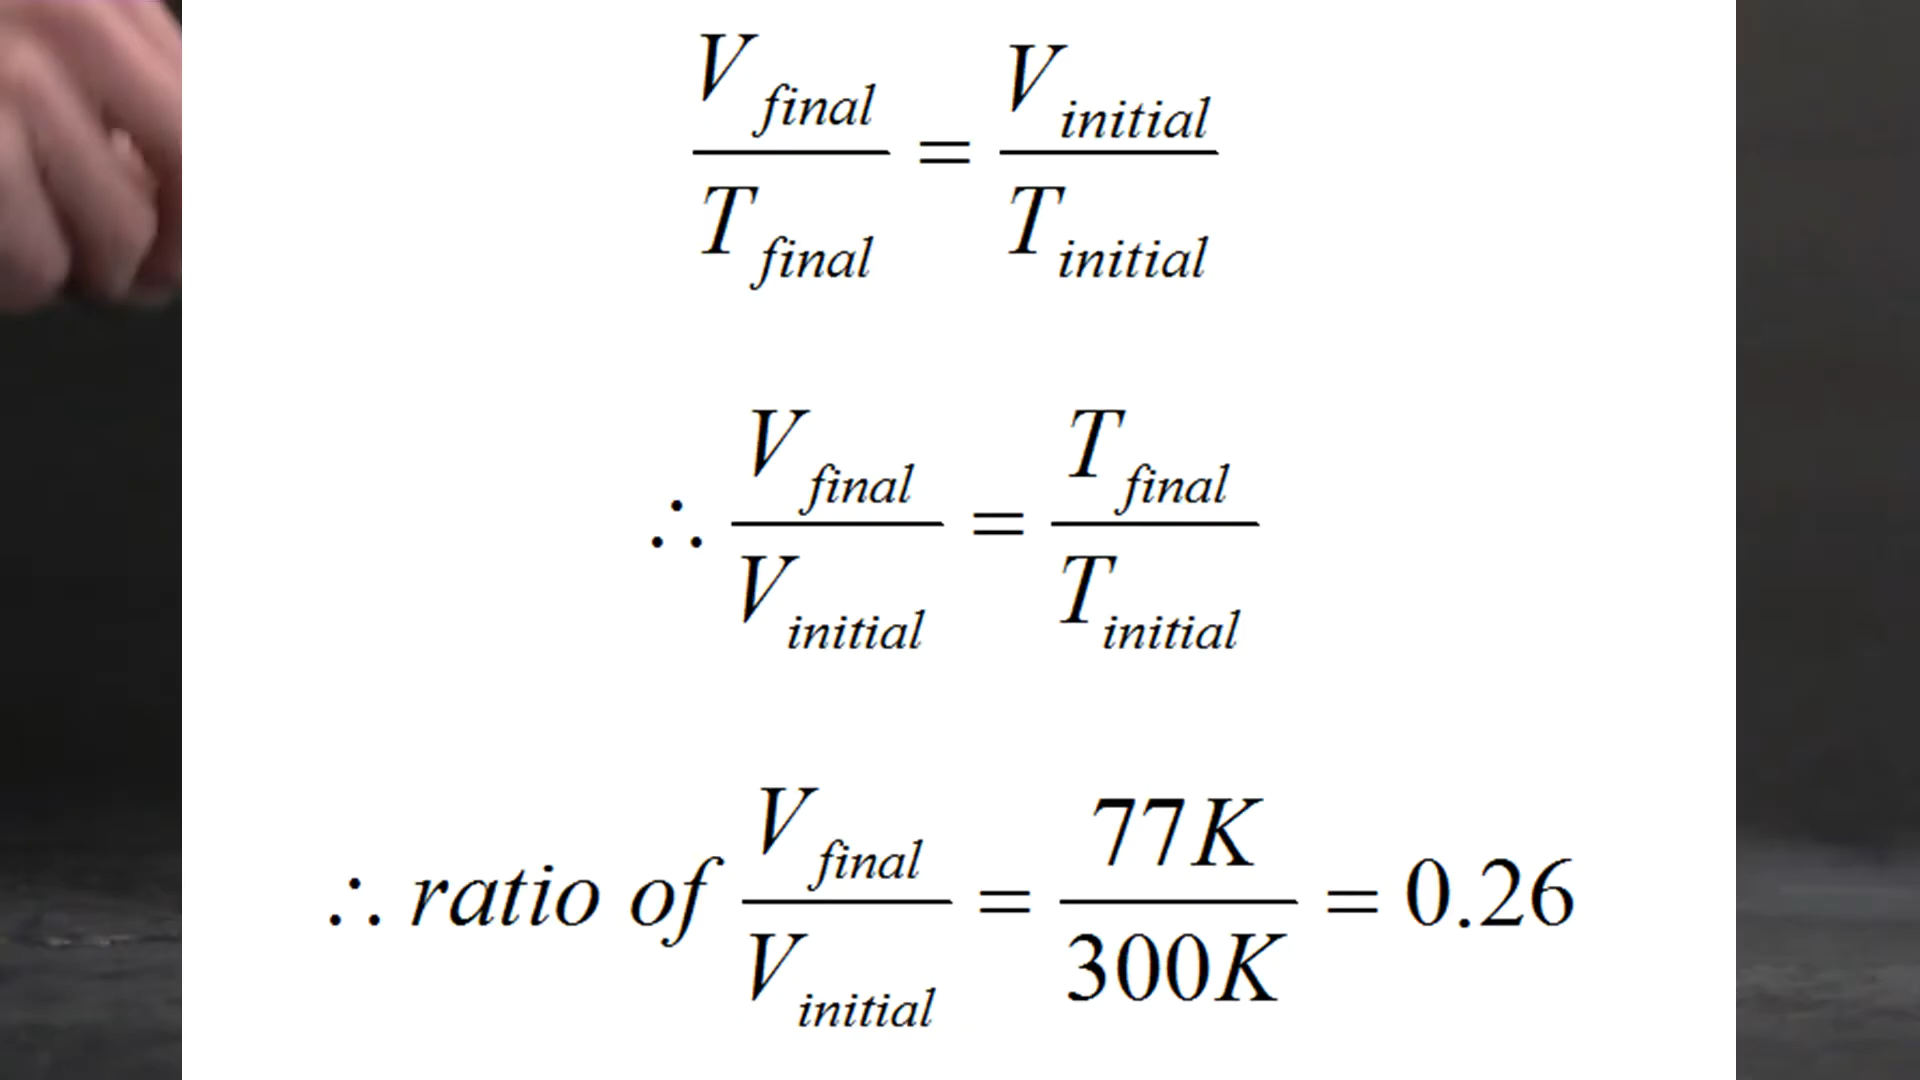 V_final / T_final = V_initial / T_initial
∴ V_final / V_initial = T_final / T_initial
∴ ratio of V_final / V_initial = 77K / 300K = 0.26